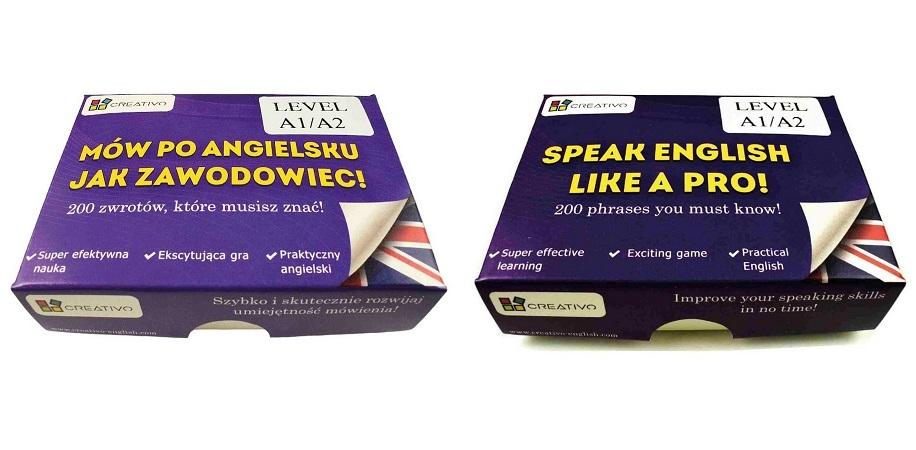 CREATIVO
LEVEL
A1/A2
MÓW PO ANGIELSKU
JAK ZAWODOWIEC!
200 zwrotów, które musisz znać!
Super efektywna
nauka
Ekscytująca gra
Praktyczny
angielski
CREATIVO
Szybko i skutecznie rozwijaj
umiejętność mówienia!
www.creativo-english.com
CREATIVO
LEVEL
A1/A2
SPEAK ENGLISH
LIKE A PRO!
200 phrases you must know!
Super effective
learning
Exciting game
Practical
English
CREATIVO
Improve your speaking skills
in no time!
www.creativo-english.com